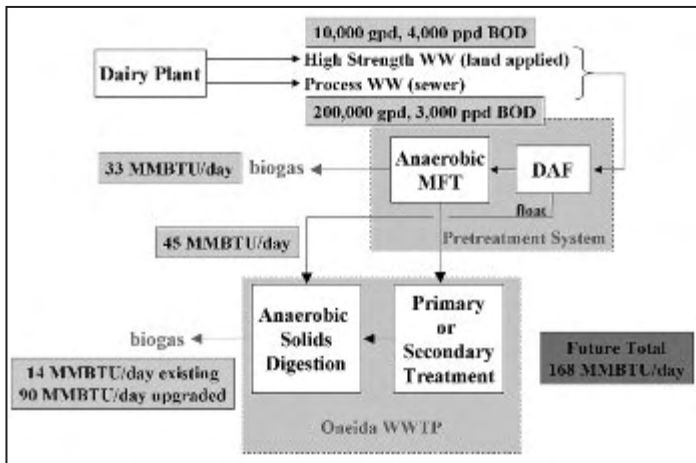 10,000 gpd, 4,000 ppd BOD
Dairy Plant
High Strength WW (land applied)
Process WW (sewer)
200,000 gpd, 3,000 ppd BOD
33 MMBTU/day
biogas
Anaerobic
MFT
DAF
float
Pretreatment System
45 MMBTU/day
Anaerobic
Solids
Digestion
Primary
or
Secondary
Treatment
biogas
14 MMBTU/day existing
90 MMBTU/day upgraded
Future Total
168 MMBTU/day
Oneida WWTP